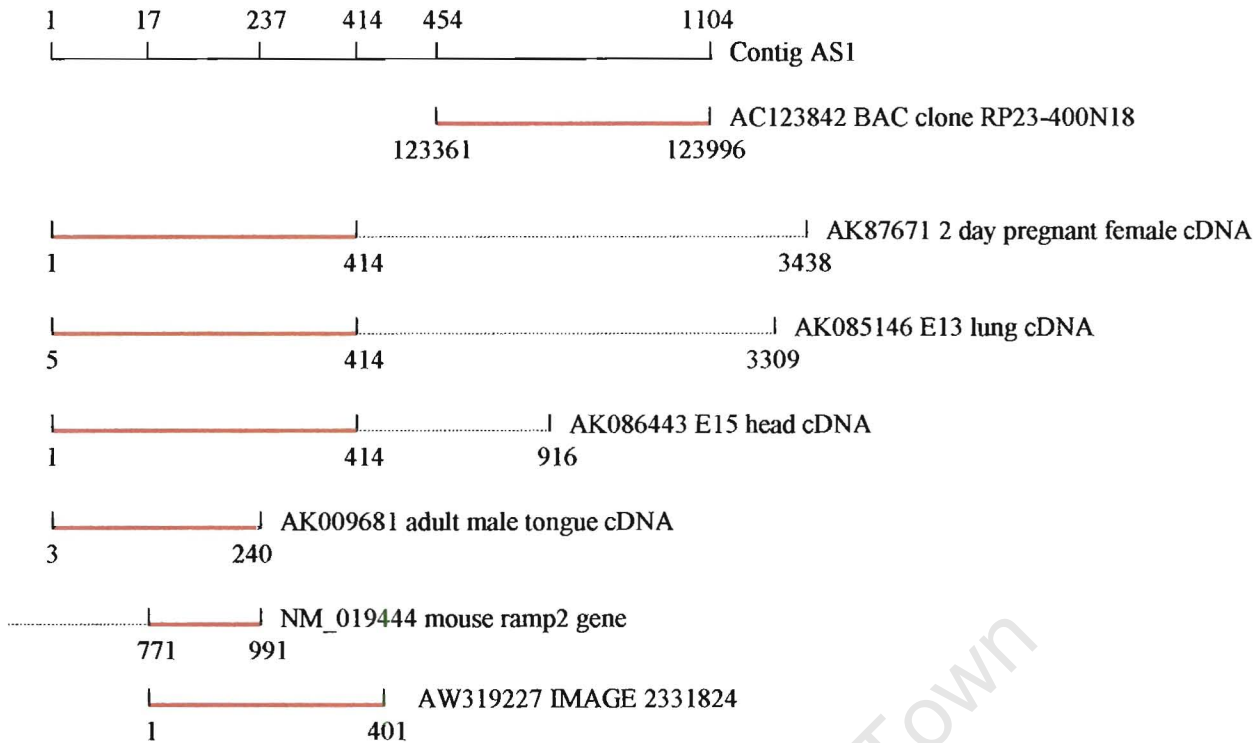 1 17 237 414 454 1104
Contig AS1
AC123842 BAC clone RP23-400N18
123361 123996
AK87671 2 day pregnant female cDNA
1 414 3438
AK085146 E13 lung cDNA
5 414 3309
AK086443 E15 head cDNA
1 414 916
AK009681 adult male tongue cDNA
3 240
NM_019444 mouse ramp2 gene
771 991
AW319227 IMAGE 2331824
1 401
Town